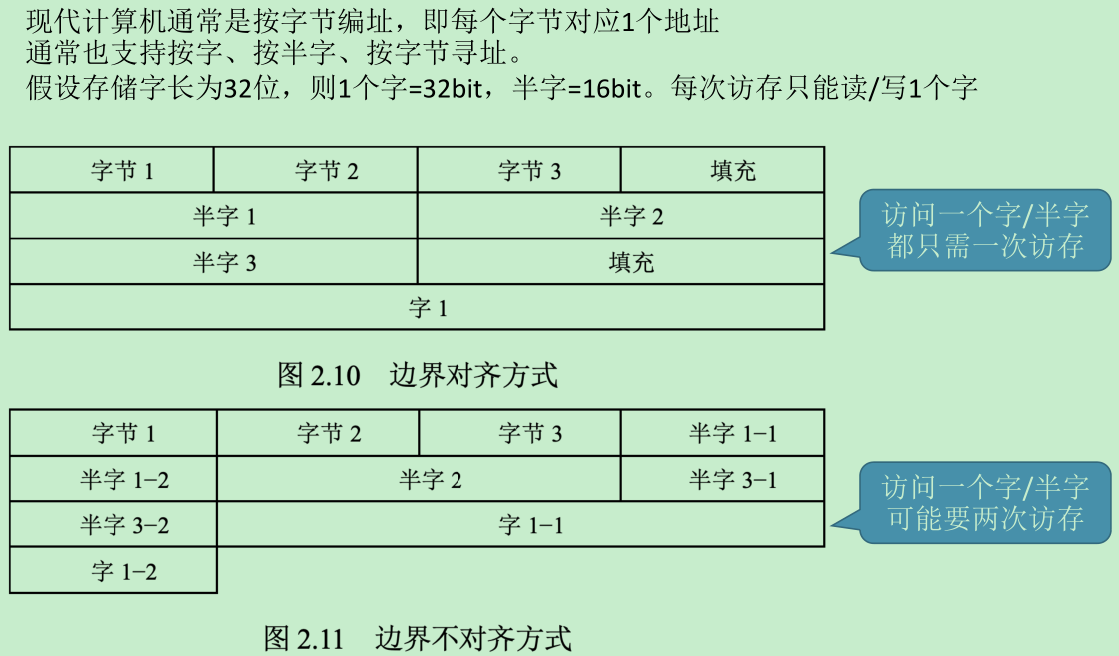 现代计算机通常是按字节编址，即每个字节对应1个地址
通常也支持按字、按半字、按字节寻址。
假设存储字长为32位，则1个字=32bit，半字=16bit。每次访存只能读/写1个字
字节 1 字节 2 字节 3 填充
半字 1 半字 2
半字 3 填充
字 1
访问一个字/半字
都只需一次访存
图 2.10 边界对齐方式
字节 1 字节 2 字节 3 半字 1-1
半字 1-2 半字 2 半字 3-1
半字 3-2 字 1-1
字 1-2
访问一个字/半字
可能要两次访存
图 2.11 边界不对齐方式